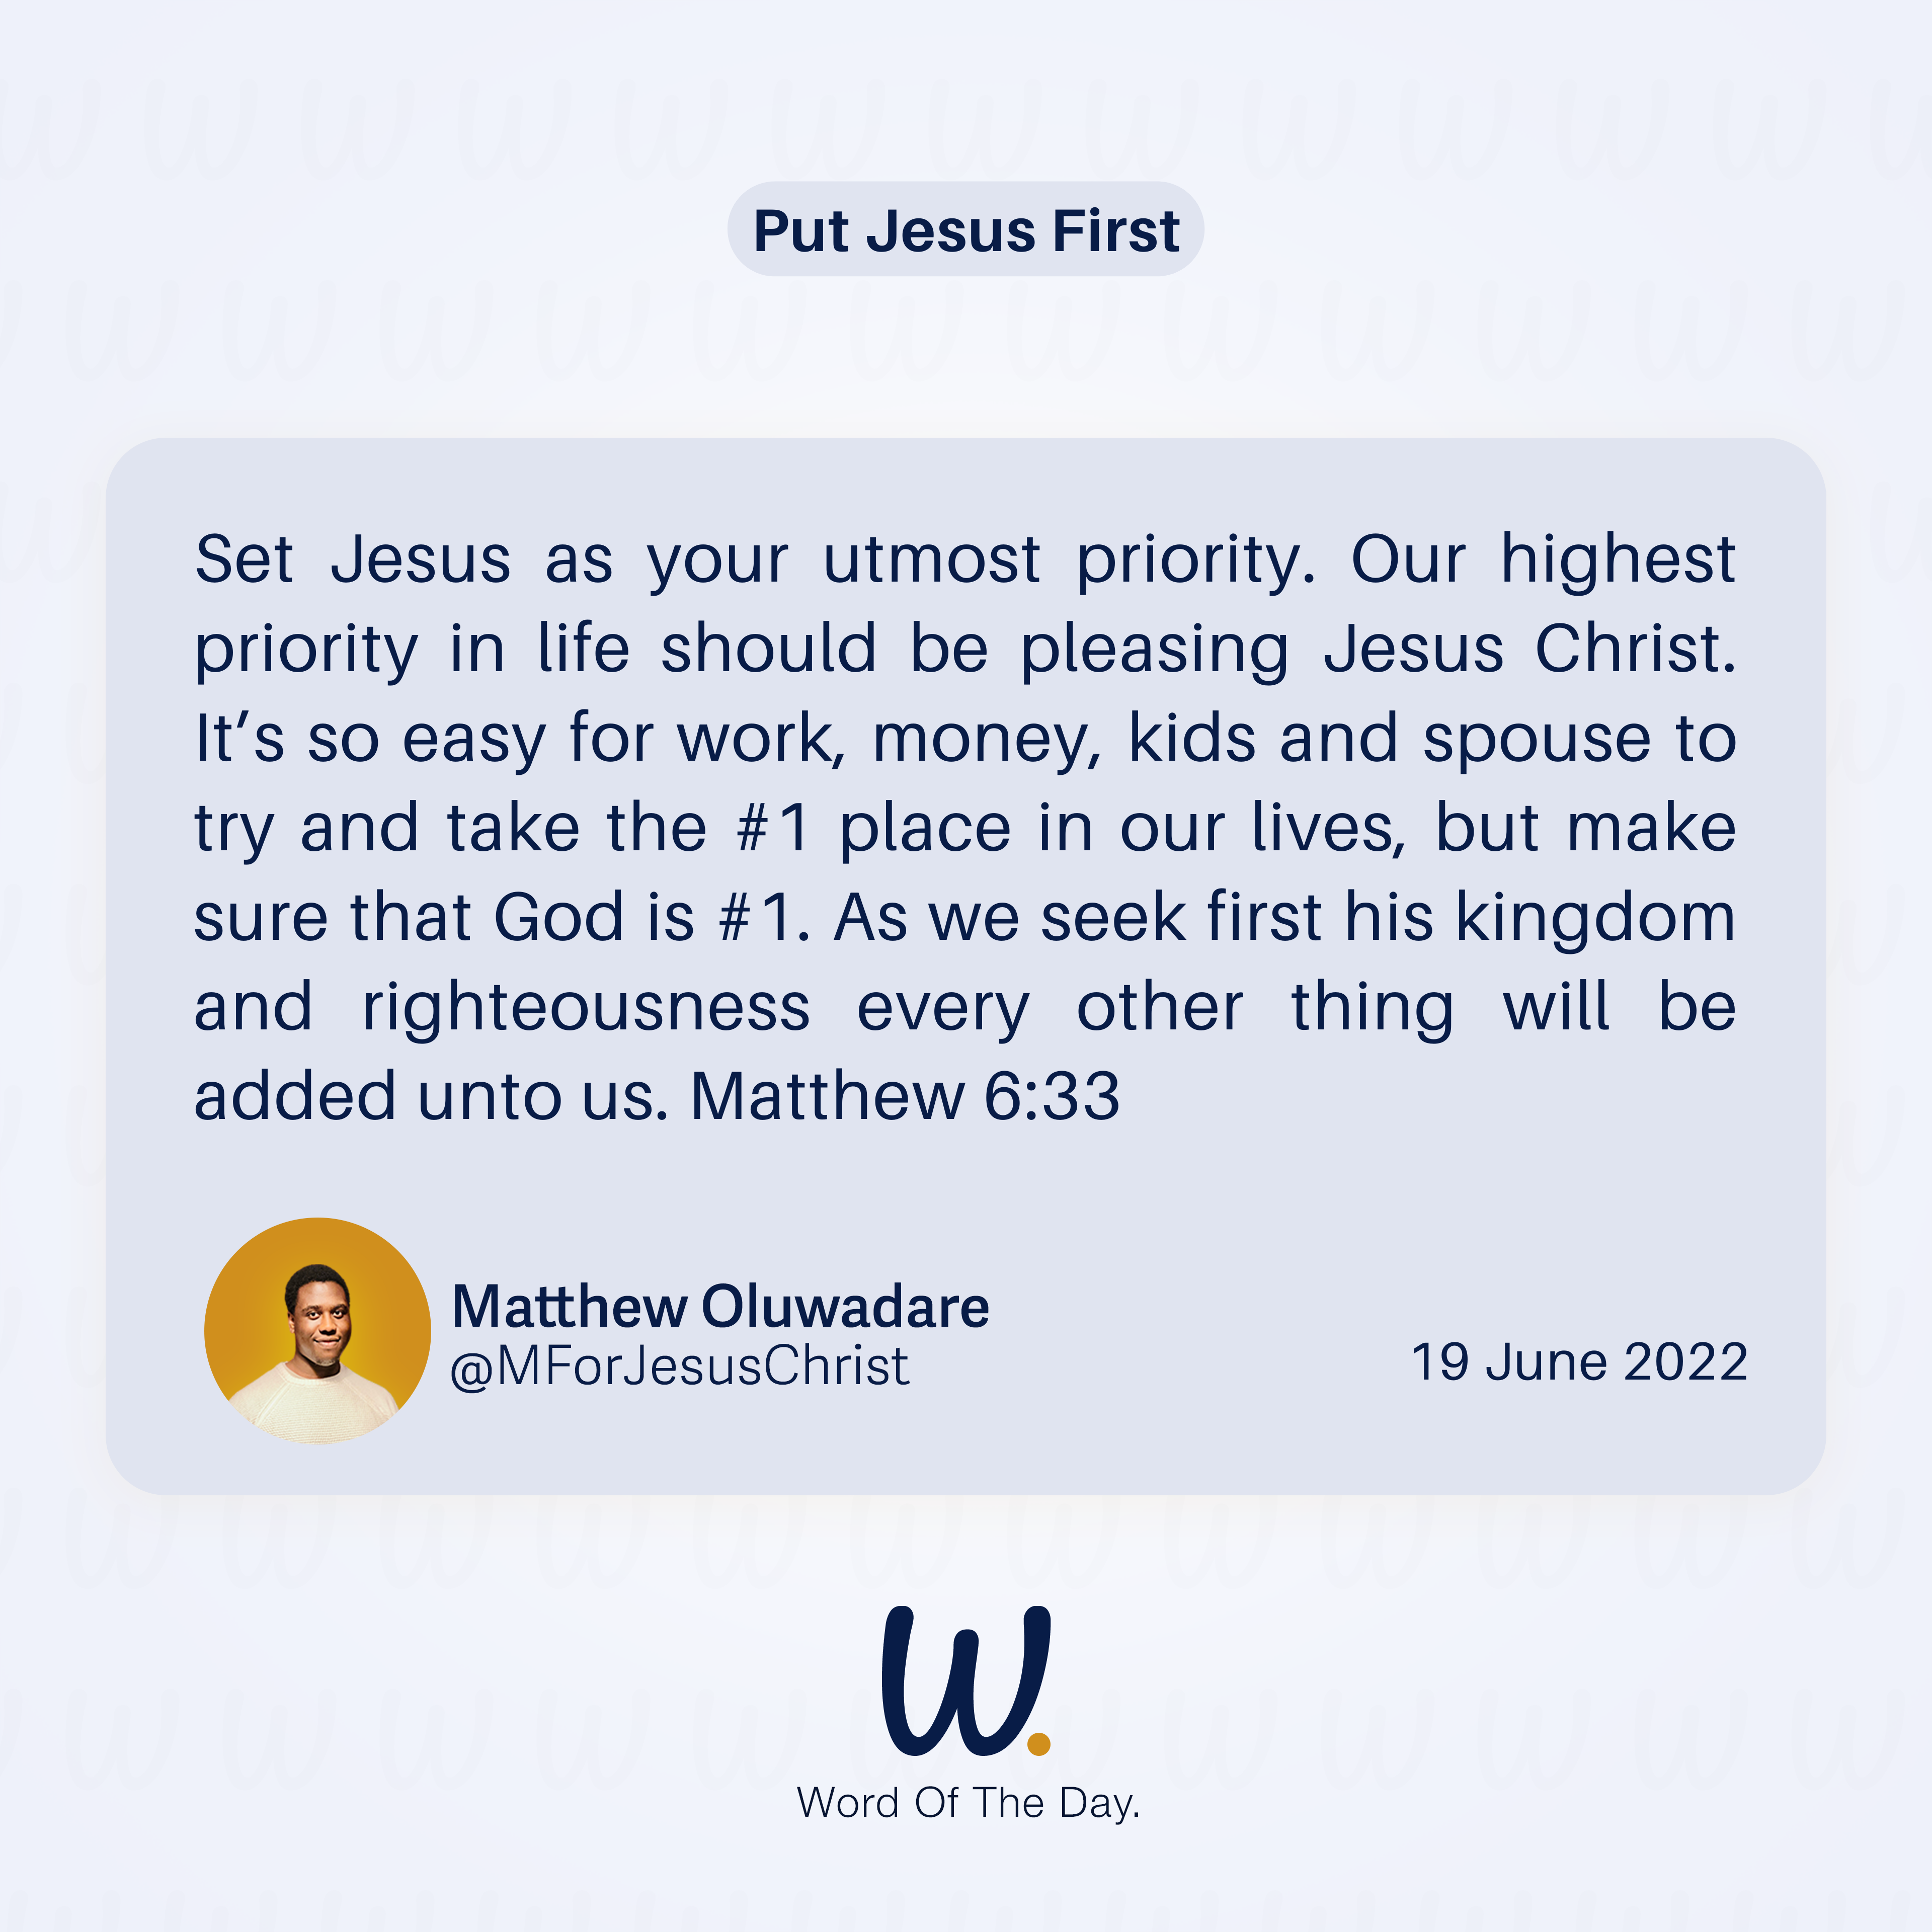 Put Jesus First
Set Jesus as your utmost priority. Our highest
priority in life should be pleasing Jesus Christ.
It’s so easy for work, money, kids and spouse to
try and take the #1 place in our lives, but make
sure that God is #1. As we seek first his kingdom
and righteousness every other thing will be
added unto us. Matthew 6:33
Matthew Oluwadare
@MForJesusChrist
19 June 2022
W.
Word Of The Day.